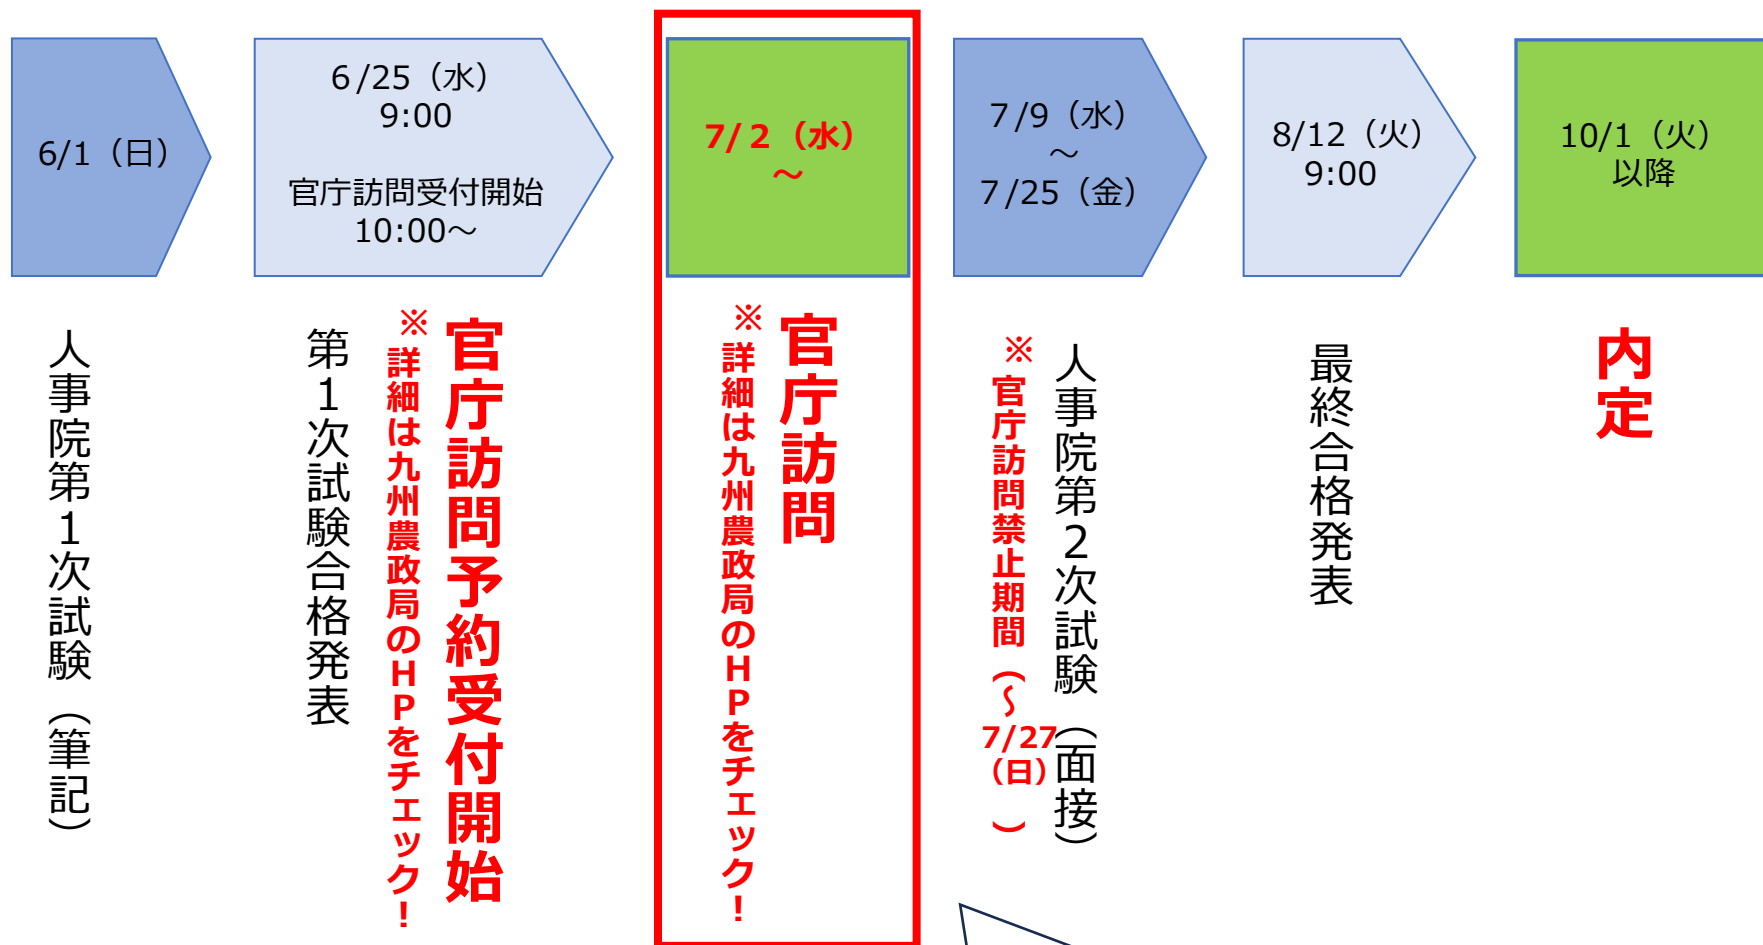 6/1（日）
６/25（水）
9:00
官庁訪問受付開始
10:00～
7/２（水）
～
７/9（水）
～
７/25（金）
8/12（火）
9:00
10/1（火）
以降
人事院第１次試験（筆記）
第１次試験合格発表
官庁訪問予約受付開始
※詳細は九州農政局のＨＰをチェック！
官庁訪問
※詳細は九州農政局のＨＰをチェック！
人事院第２次試験（面接）
※官庁訪問禁止期間（～7/27（日））
最終合格発表
内定